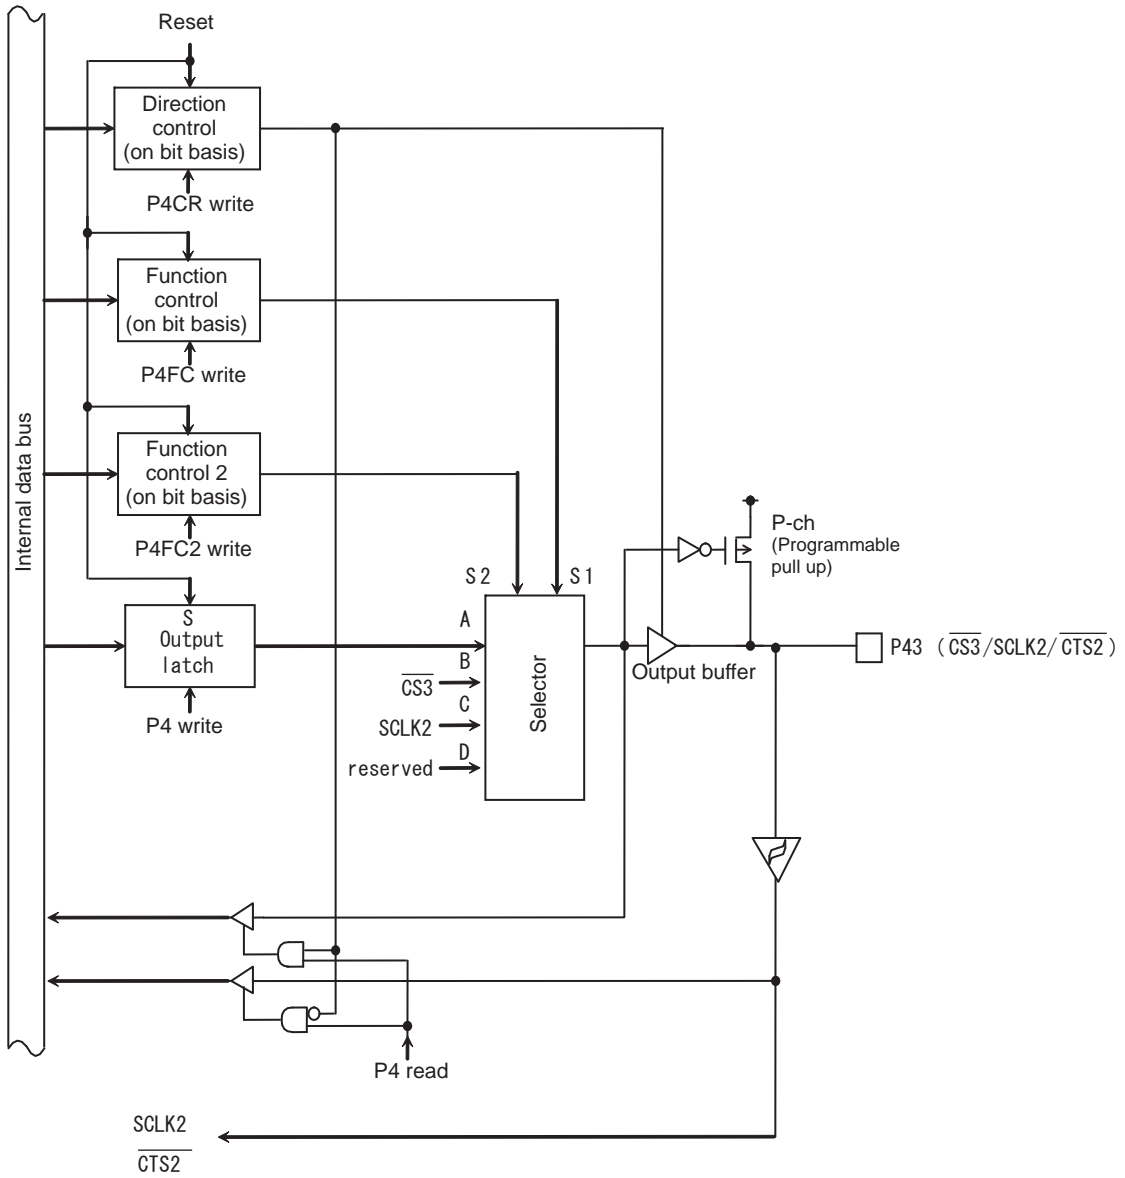 Reset
Direction
control
(on bit basis)
P4CR write
Function
control
(on bit basis)
P4FC write
Internal data bus
Function
control 2
(on bit basis)
P4FC2 write
P-ch
(Programmable
pull up)
S2
S1
S
Output
latch
P4 write
A
B
CS3
C
SCLK2
D
reserved
Selector
Output buffer
P43 (CS3/SCLK2/CTS2)
P4 read
SCLK2
CTS2